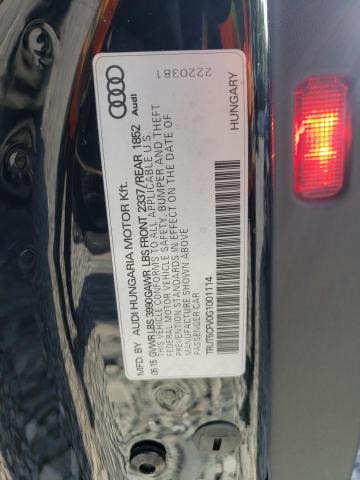 MFD. BY AUDI HUNGARIA MOTOR Kft.
06 15 GVWR LBS 3990 GAWR LBS FRONT 2337/REAR 1852
THIS VEHICLE CONFORMS TO ALL APPLICABLE U S
FEDERAL MOTOR VEHICLE SAFETY, BUMPER AND THEFT
PREVENTION STANDARDS IN EFFECT ON THE DATE OF
MANUFACTURE SHOWN ABOVE
PASSENGER CAR
TRUT5CFV0G1001114
HUNGARY
Audi
2220381